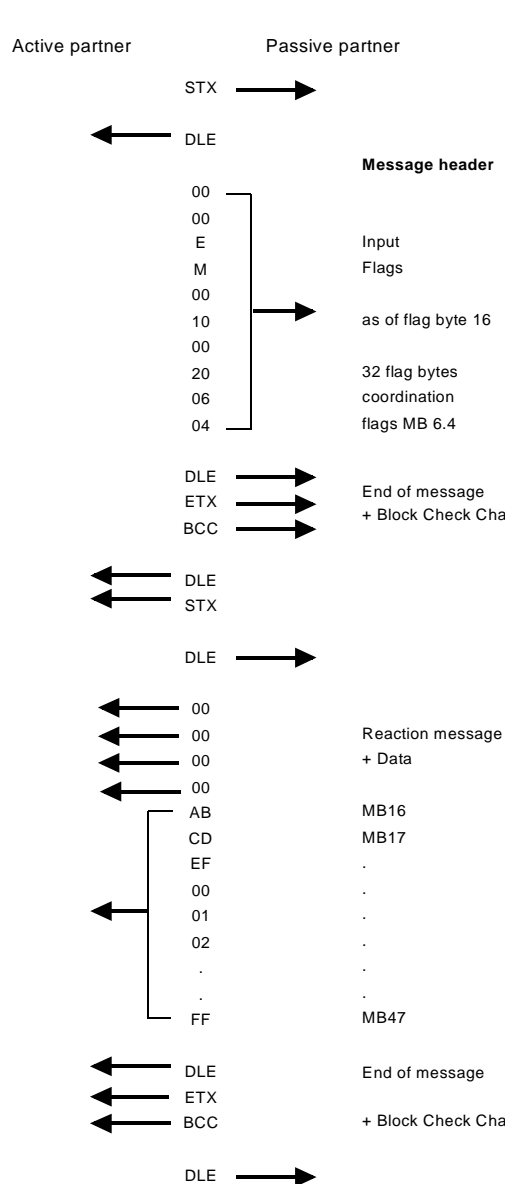 Active partner Passive partner
STX
DLE
Message header
00
00
E Input
M Flags
00
10 as of flag byte 16
00
20 32 flag bytes
06 coordination
04 flags MB 6.4
DLE
End of message
ETX
+ Block Check Cha
BCC
DLE
STX
DLE
00
00 Reaction message
00 + Data
00
AB MB16
CD MB17
EF .
00 .
01 .
02 .
. .
. .
FF MB47
DLE End of message
ETX
BCC + Block Check Cha
DLE